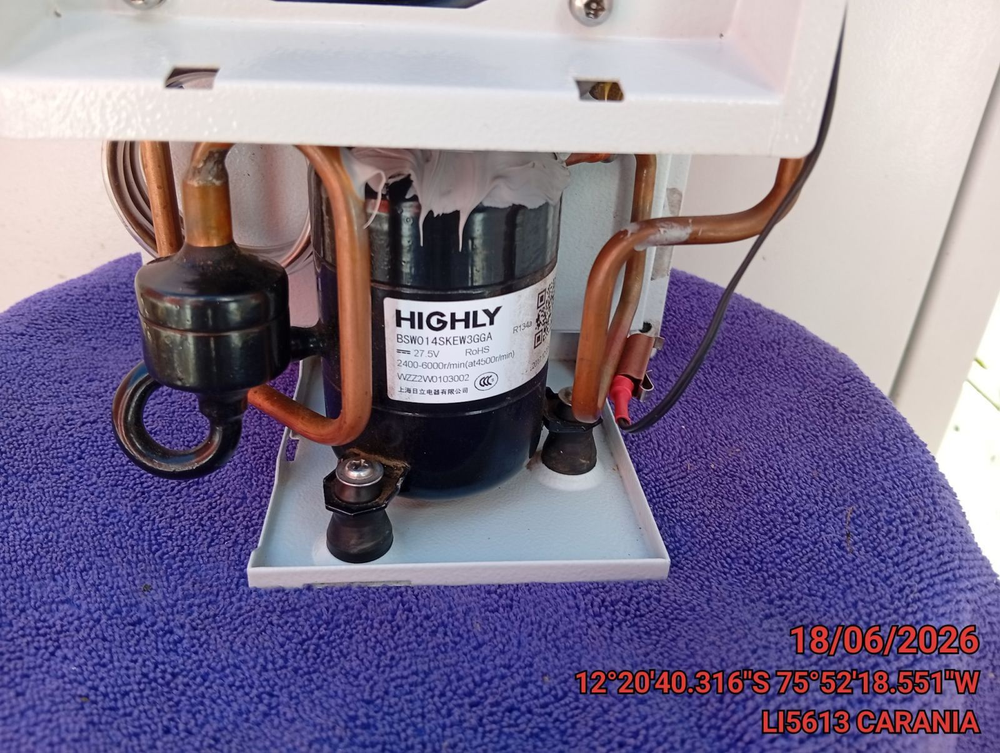 HIGHLY
BSW014SKEW3GGA
R134a
27.5V RoHS
2400-6000r/min(at4500r/min)
WZZ2W0103002
CCC S
上海日立电器有限公司
18/06/2026
12°20'40.316"S 75°52'18.551"W
LI5613 CARANIA